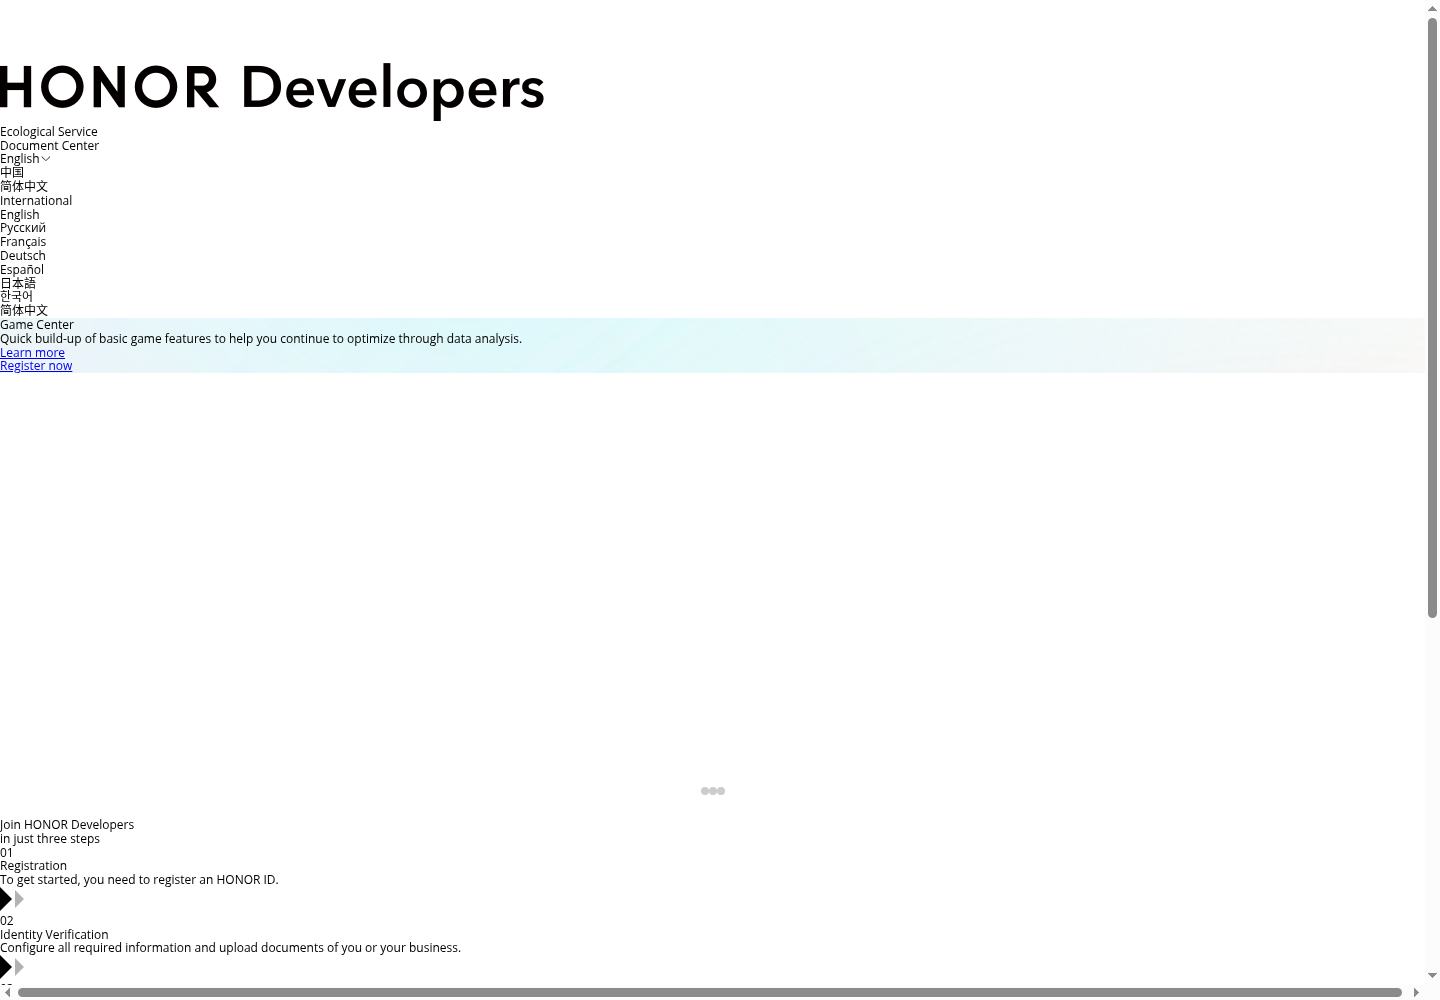 HONOR Developers
Ecological Service
Document Center
English
中国
简体中文
International
English
Русский
Français
Deutsch
Español
日本語
한국어
简体中文
Game Center
Quick build-up of basic game features to help you continue to optimize through data analysis.
Learn more
Register now
Join HONOR Developers
in just three steps
01
Registration
To get started, you need to register an HONOR ID.
02
Identity Verification
Configure all required information and upload documents of you or your business.